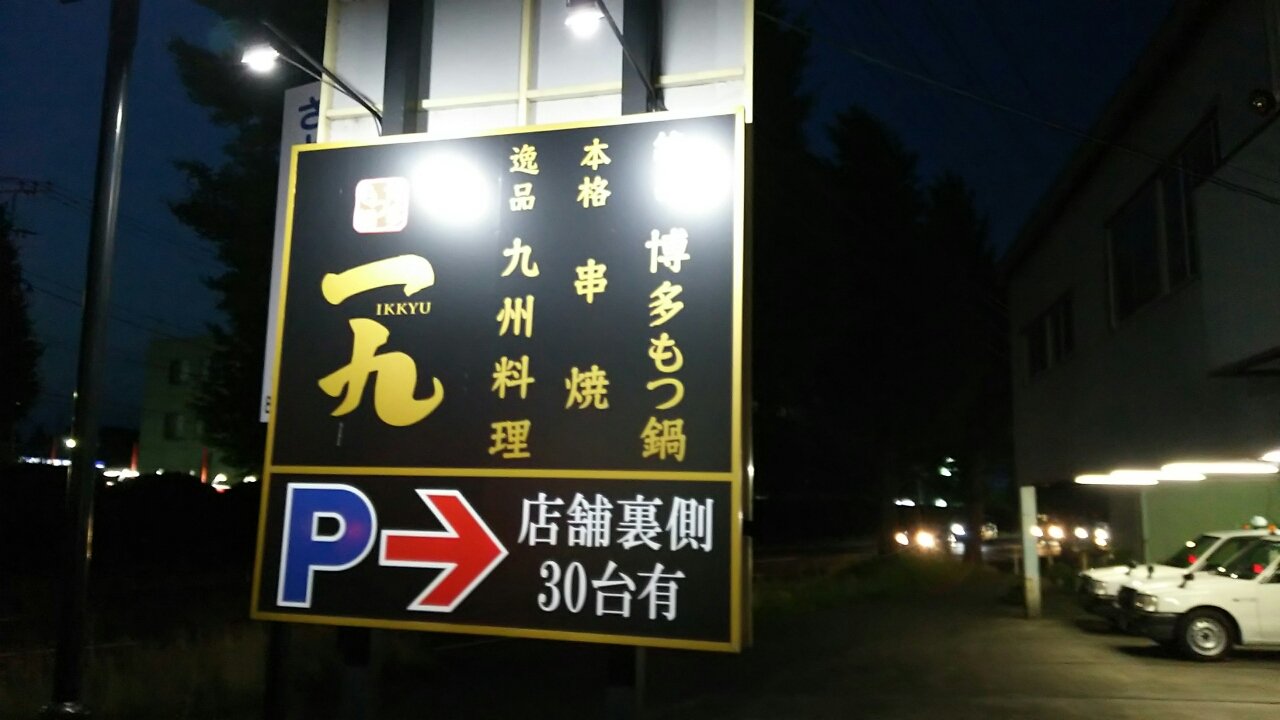 博多もつ鍋
本格 串焼
逸品 九州料理
一九
IKKYU
P
店舗裏側
30台有
さ